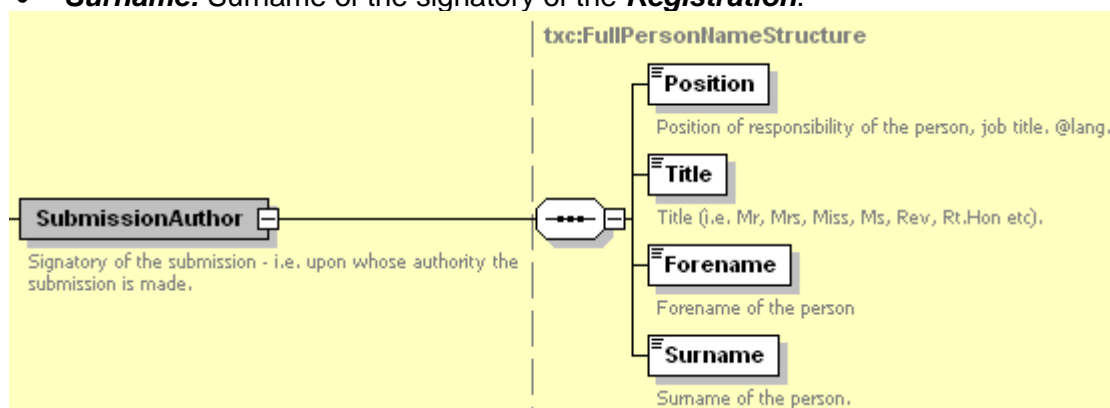 • Surname: Surname of the signatory of the Registration.
txc:FullPersonNameStructure
Position
Position of responsibility of the person, job title. @lang.
Title
Title (i.e. Mr, Mrs, Miss, Ms, Rev, Rt.Hon etc).
SubmissionAuthor
Signatory of the submission - i.e. upon whose authority the
submission is made.
Forename
Forename of the person
Surname
Surname of the person.